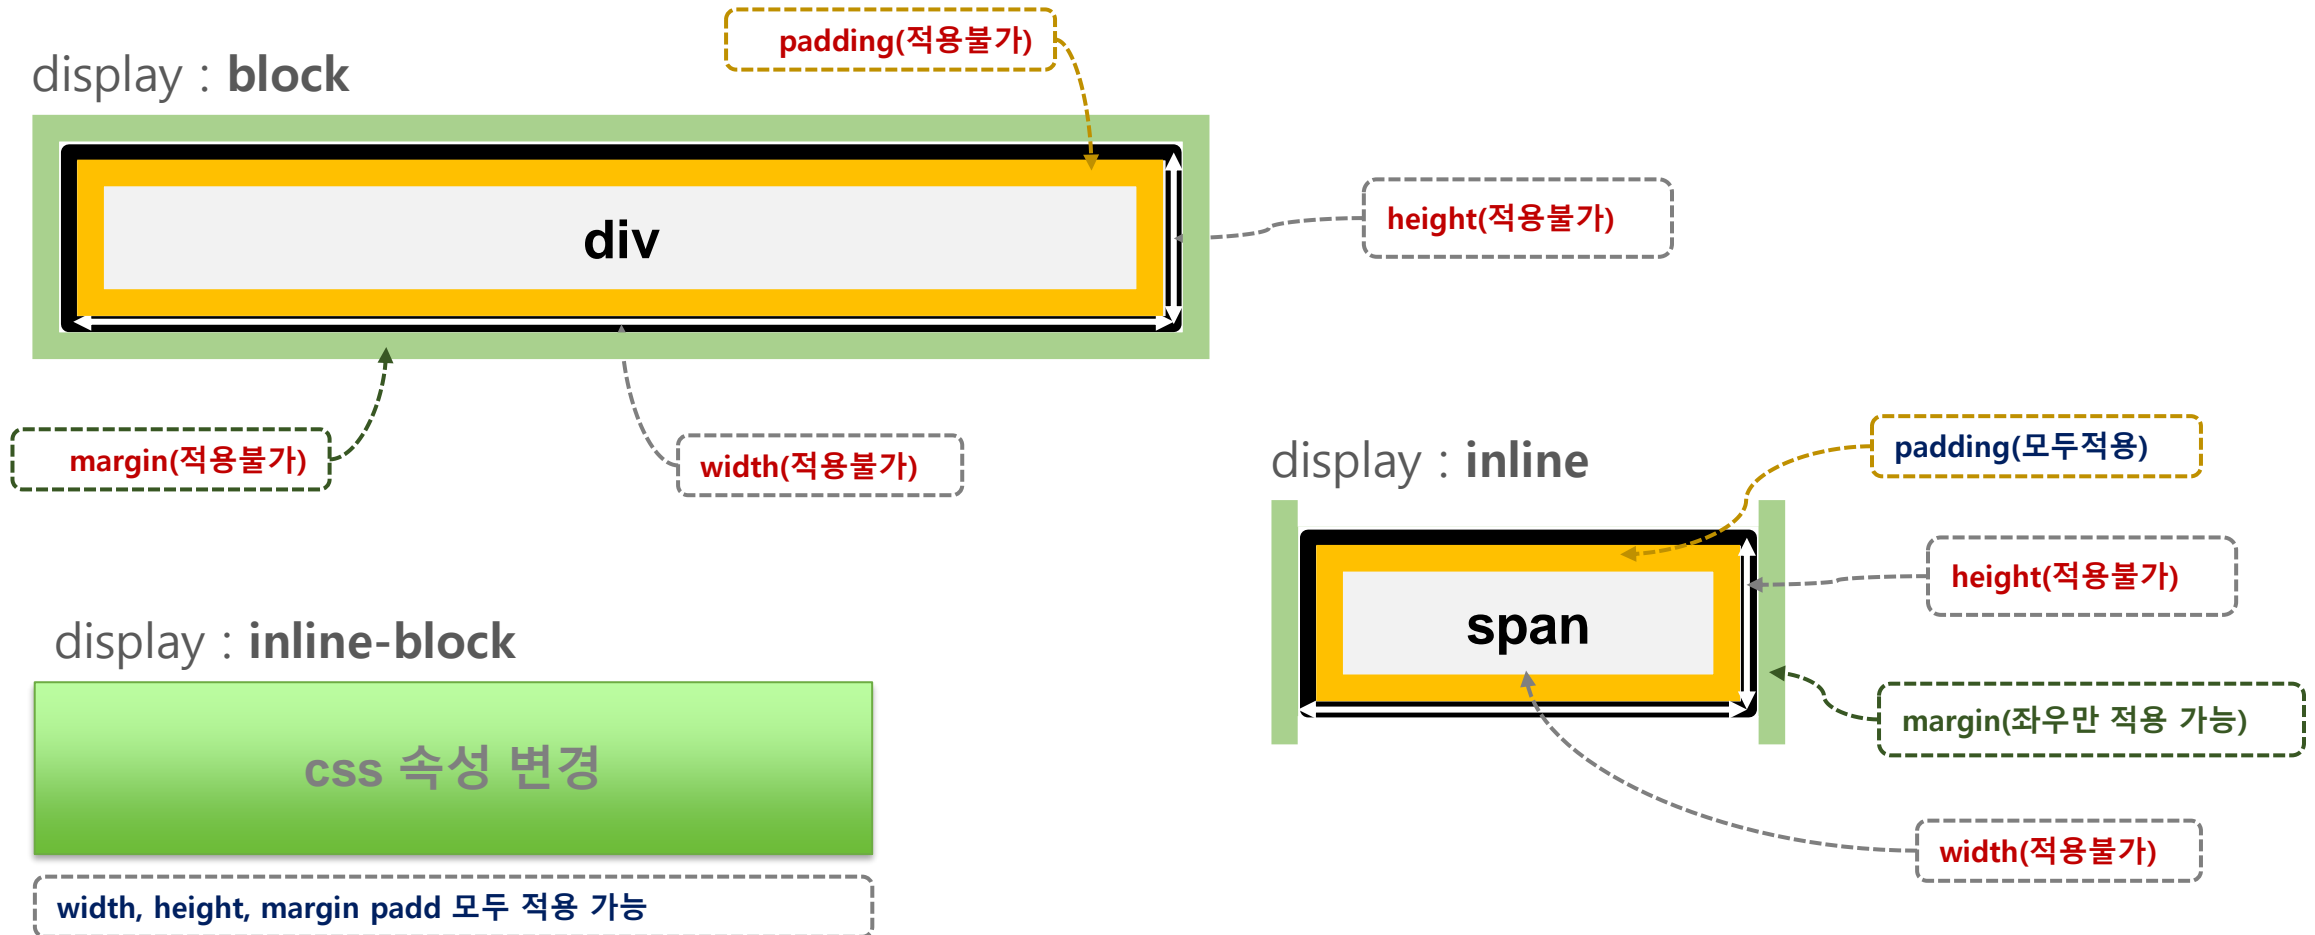 padding(적용불가)
display : block
div
height(적용불가)
margin(적용불가)
width(적용불가)
display : inline
padding(모두적용)
height(적용불가)
span
margin(좌우만 적용 가능)
width(적용불가)
display : inline-block
css 속성 변경
width, height, margin padd 모두 적용 가능